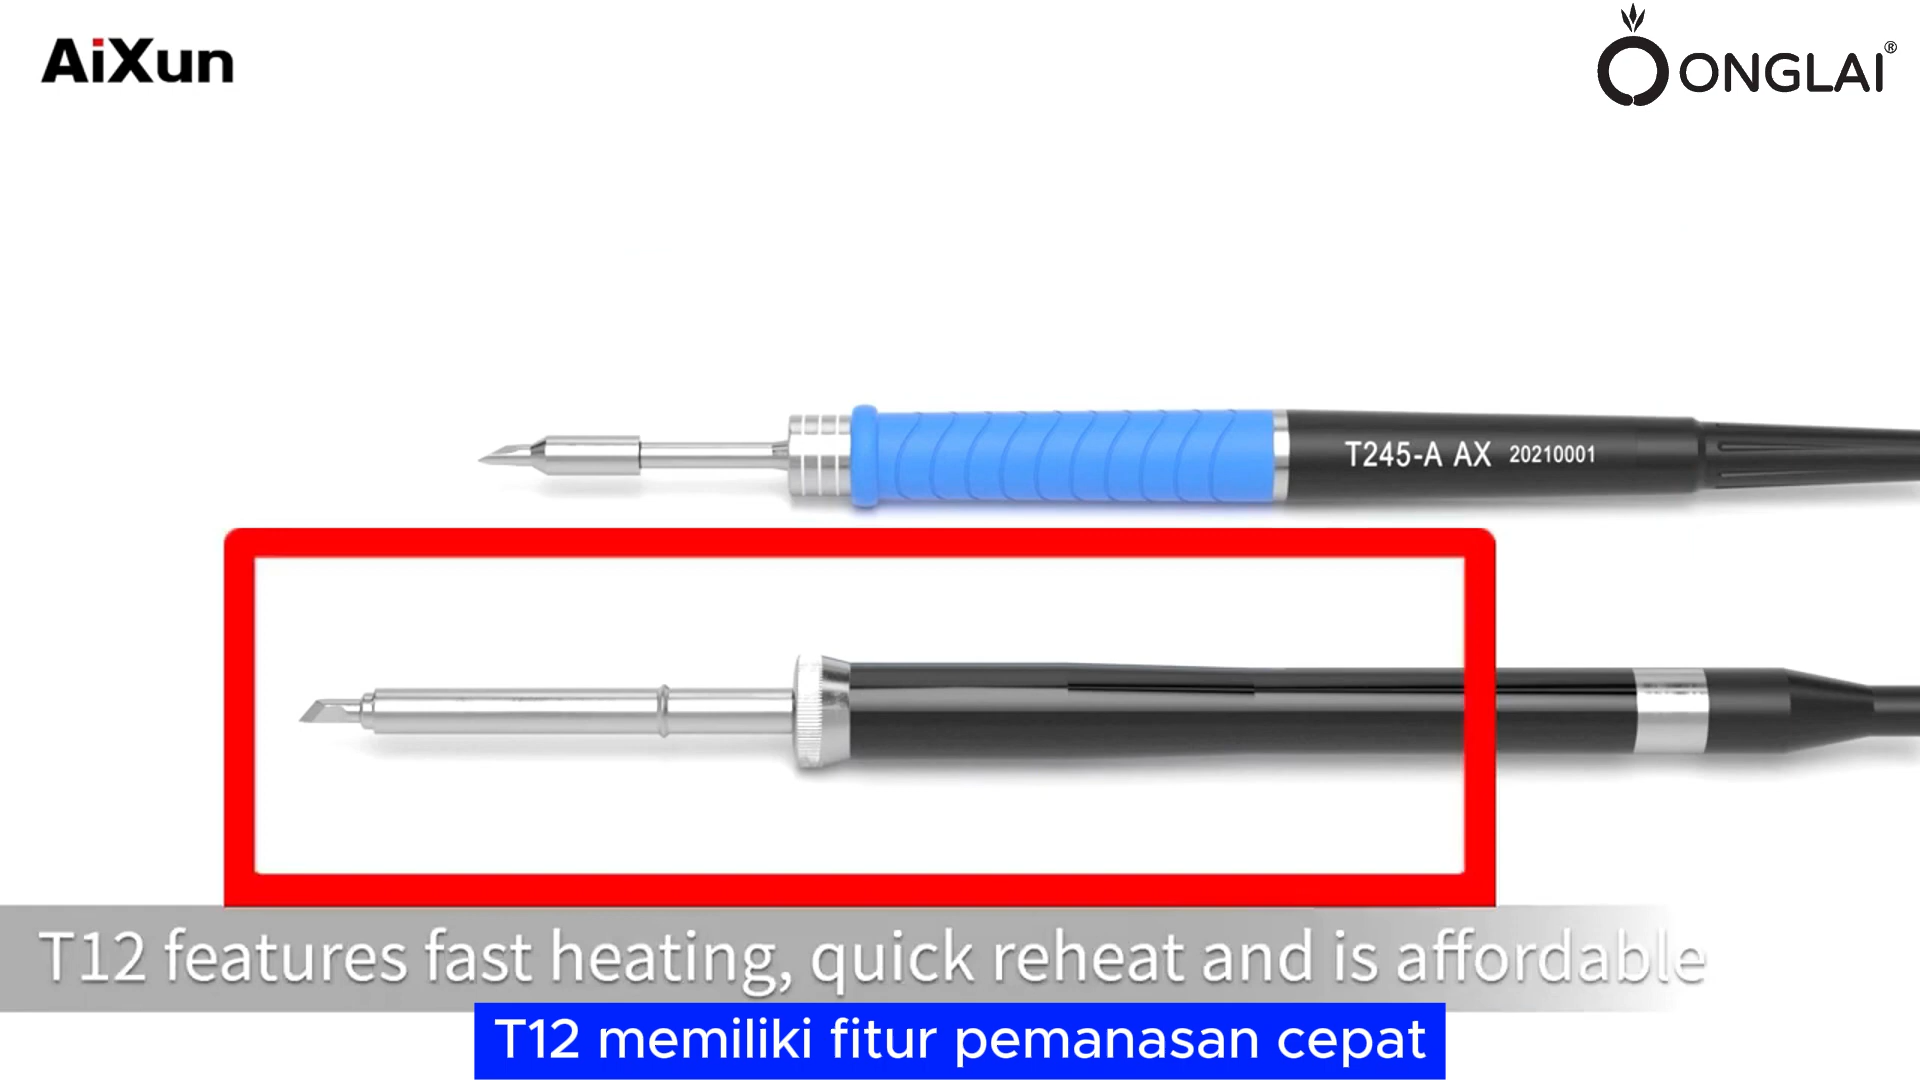 AiXun
ONGLAI®
T245-A AX 20210001
T12 features fast heating, quick reheat and is affordable
T12 memiliki fitur pemanasan cepat